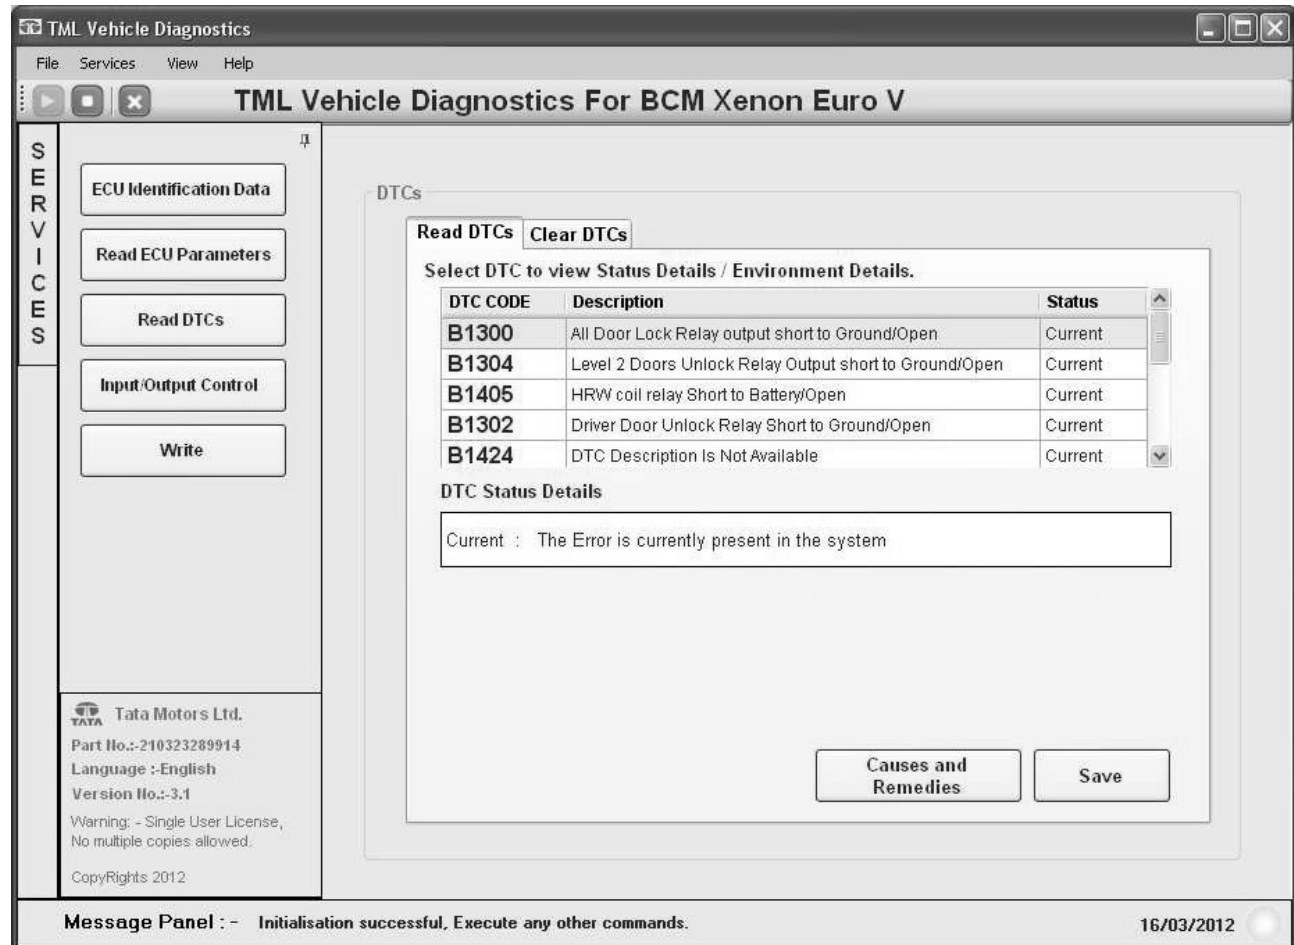 TML Vehicle Diagnostics
File Services View Help
TML Vehicle Diagnostics For BCM Xenon Euro V
SERVICES
ECU Identification Data
Read ECU Parameters
Read DTCs
Input/Output Control
Write
DTCs
Read DTCs Clear DTCs
Select DTC to view Status Details / Environment Details.
DTC CODE Description Status
B1300 All Door Lock Relay output short to Ground/Open Current
B1304 Level 2 Doors Unlock Relay Output short to Ground/Open Current
B1405 HRW coil relay Short to Battery/Open Current
B1302 Driver Door Unlock Relay Short to Ground/Open Current
B1424 DTC Description Is Not Available Current
DTC Status Details
Current : The Error is currently present in the system
Causes and
Remedies
Save
TATA Tata Motors Ltd.
Part No.:-210323289914
Language :-English
Version No.:-3.1
Warning: - Single User License,
No multiple copies allowed.
CopyRights 2012
Message Panel : - Initialisation successful, Execute any other commands.
16/03/2012